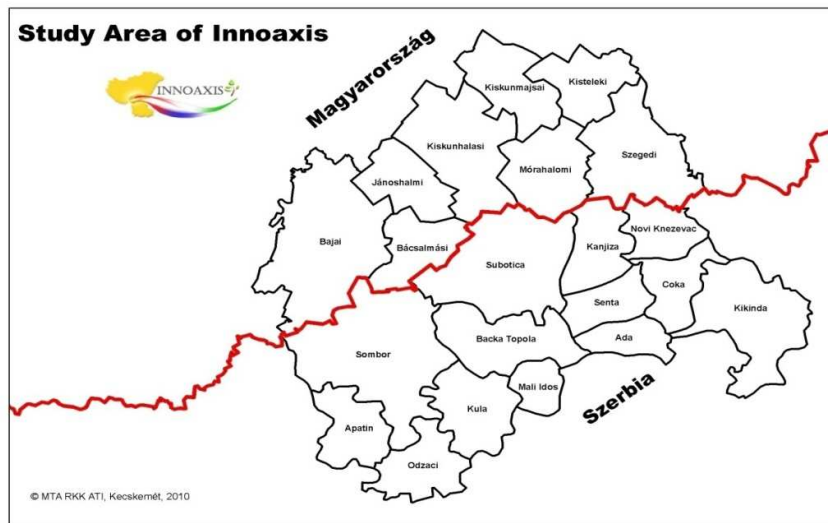 Study Area of Innoaxis
INNOAXIS
Magyarország
Kiskunmajsai
Kisteleki
Kiskunhalasi
Mórahalomi
Szegedi
Jánoshalmi
Bajai
Bácsalmási
Subotica
Kanjiza
Novi Knezevac
Coka
Kikinda
Senta
Ada
Backa Topola
Sombor
Mali Idos
Kula
Apatin
Odzaci
Szerbia
© MTA RKK ATI, Kecskemét, 2010